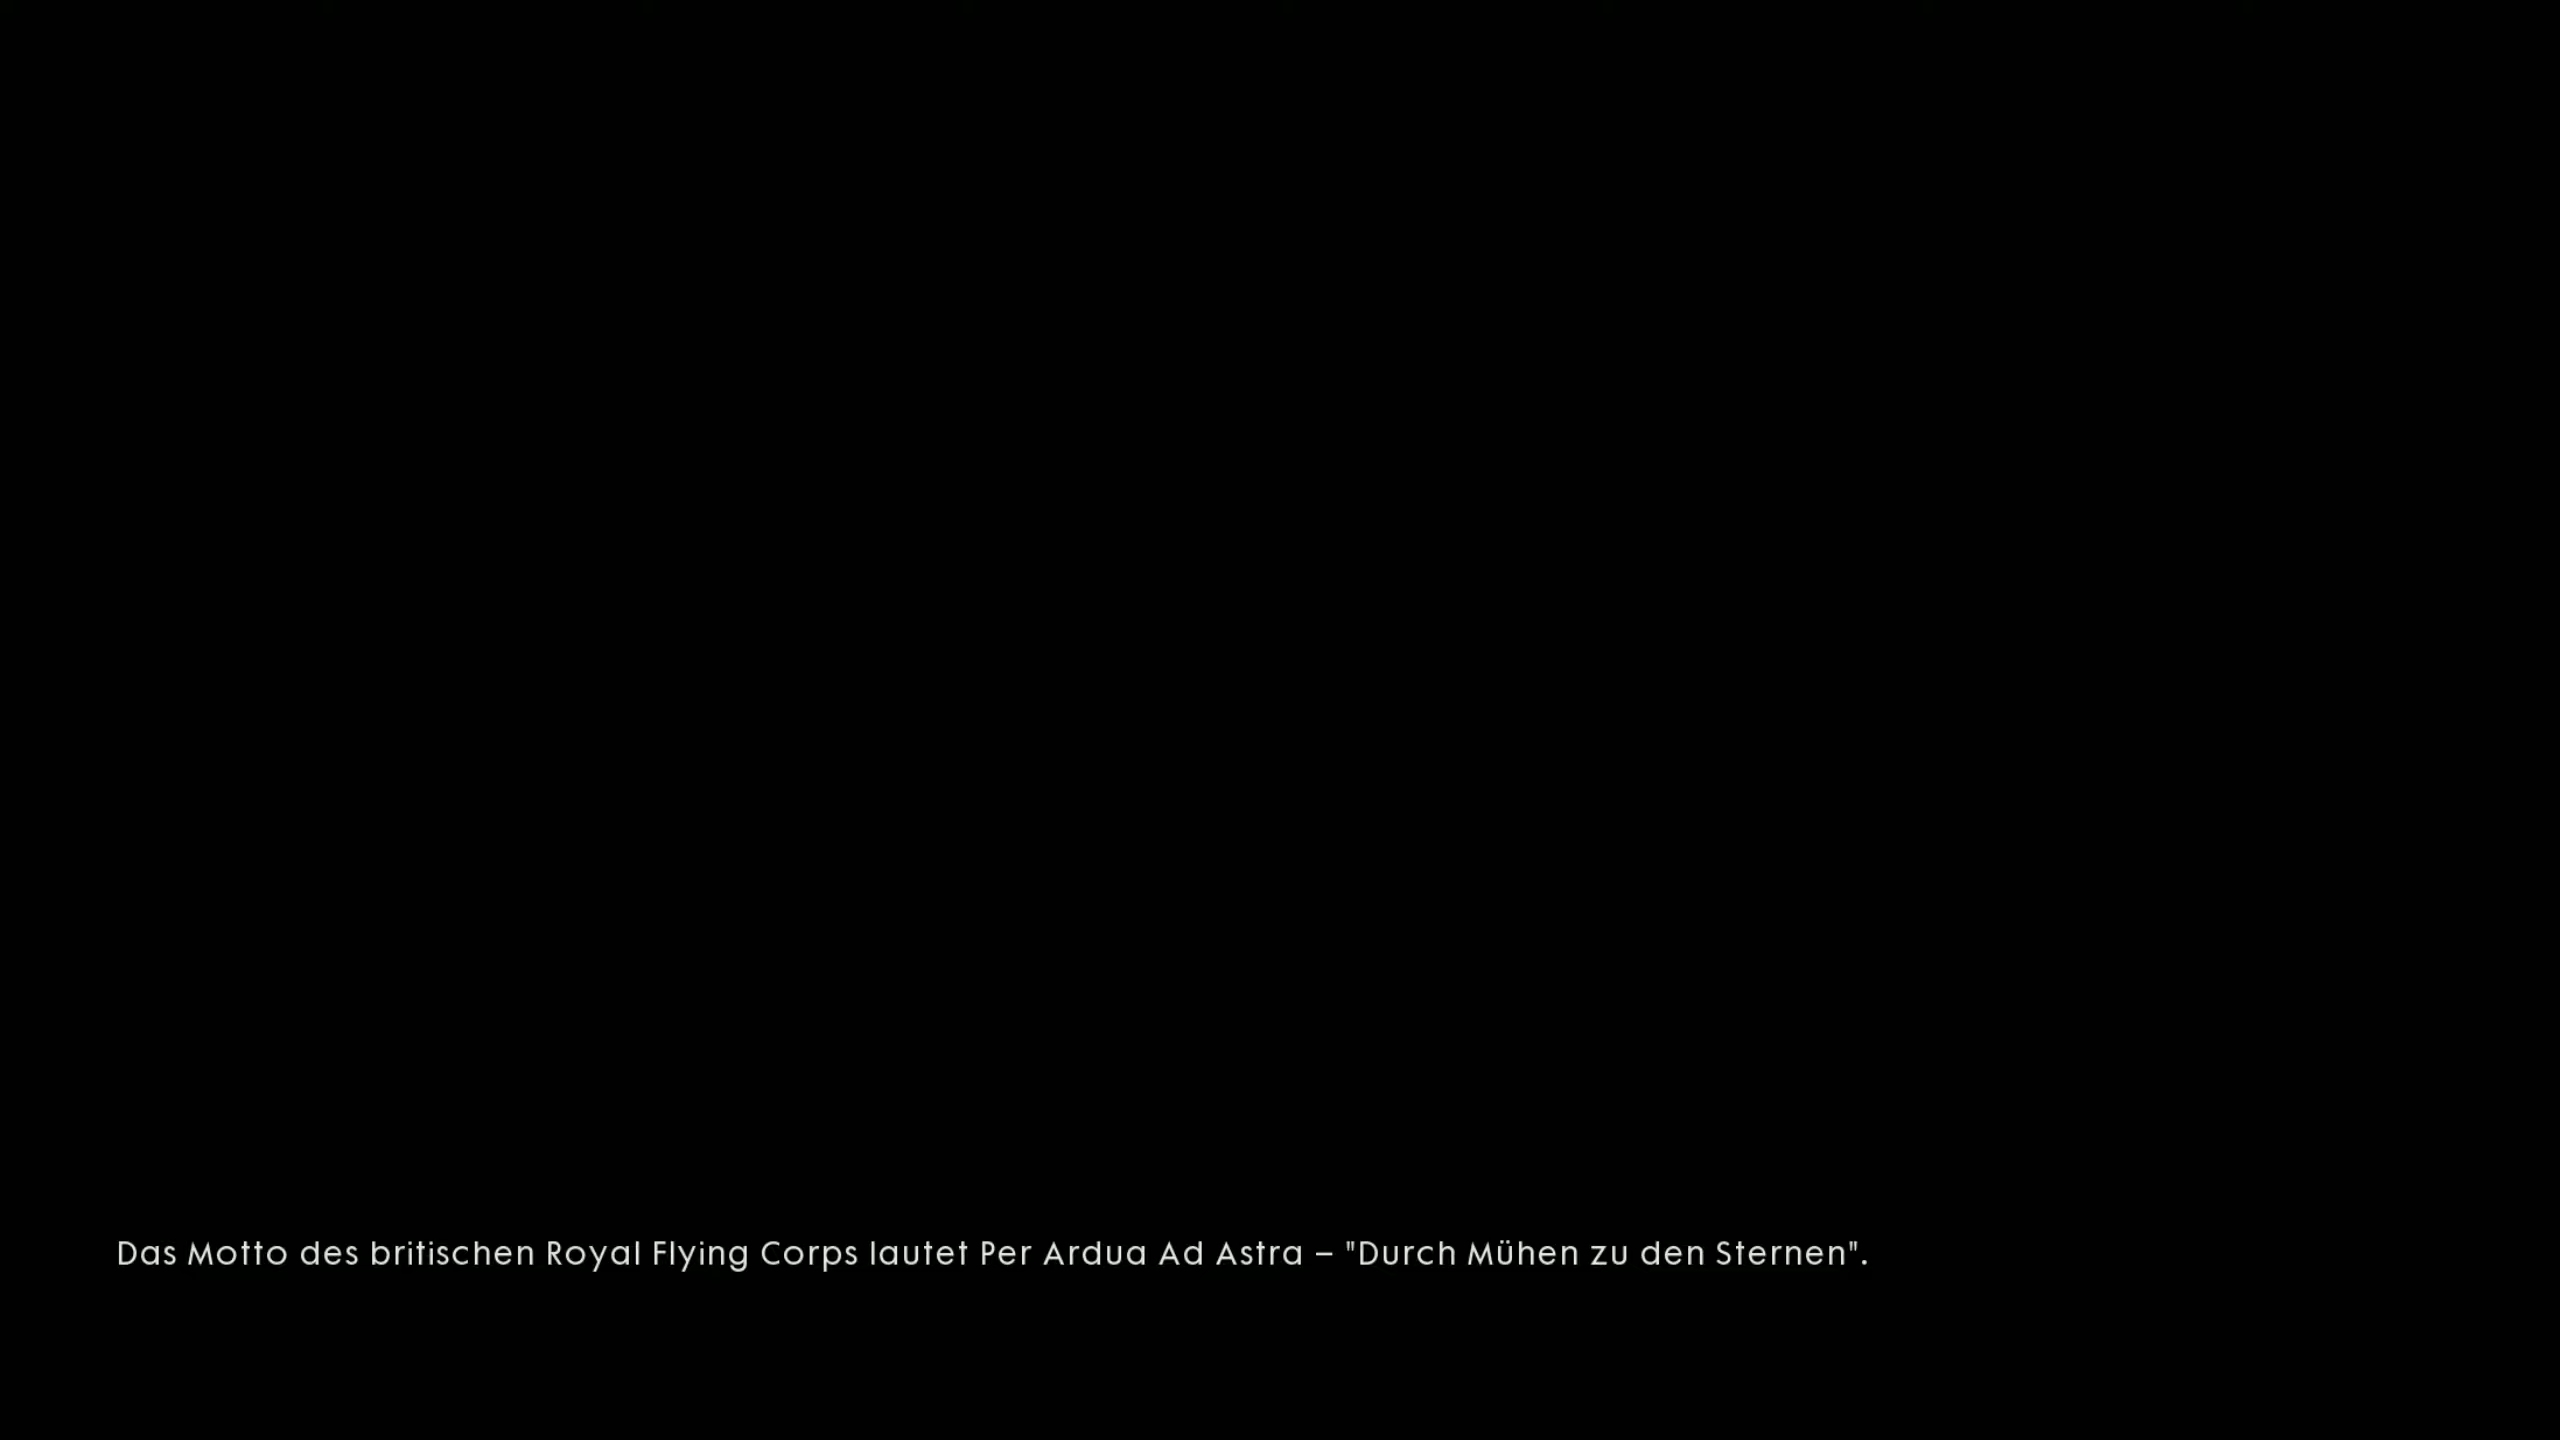 Das Motto des britischen Royal Flying Corps lautet Per Ardua Ad Astra – "Durch Mühen zu den Sternen".